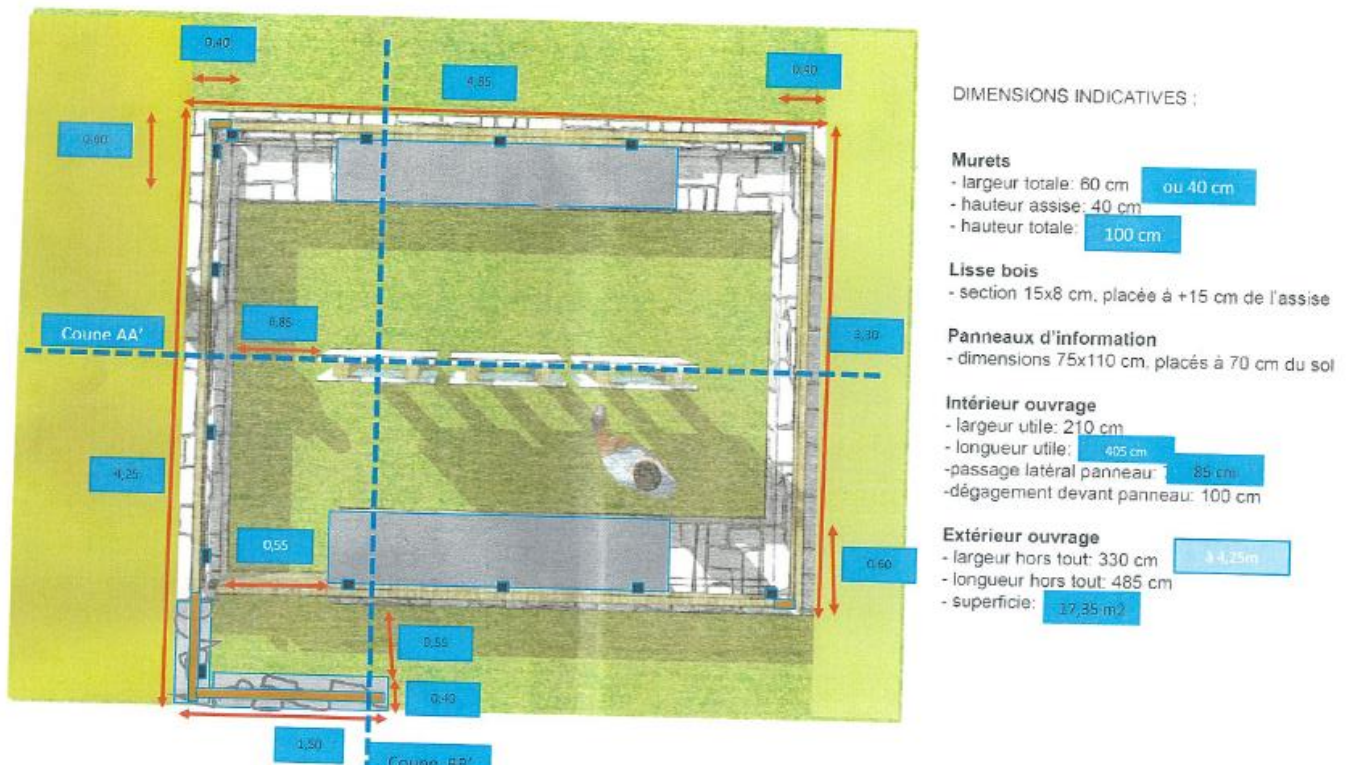 0,40
4,85
0,40
0,60
Coupe AA'
0,85
3,30
4,25
0,55
0,60
0,55
0,40
1,50
Coupe BB'
DIMENSIONS INDICATIVES :
Murets
- largeur totale: 60 cm ou 40 cm
- hauteur assise: 40 cm
- hauteur totale: 100 cm
Lisse bois
- section 15x8 cm, placée à +15 cm de l'assise
Panneaux d'information
- dimensions 75x110 cm, placés à 70 cm du sol
Intérieur ouvrage
- largeur utile: 210 cm
- longueur utile: 405 cm
-passage latéral panneau: 85 cm
-dégagement devant panneau: 100 cm
Extérieur ouvrage
- largeur hors tout: 330 cm à 4,25m
- longueur hors tout: 485 cm
- superficie: 17,35 m2